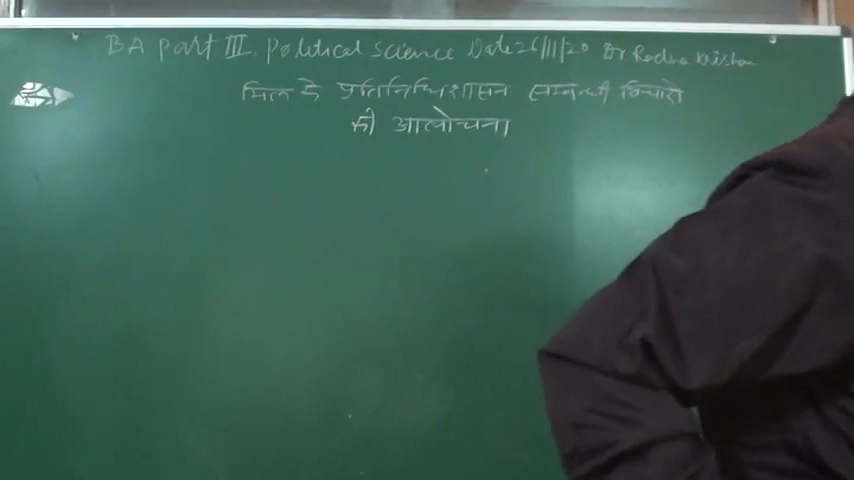 BA Part III, Political Science Date 26/11/20 Dr Radha Kishan
मिल के प्रतिनिधि शासन सम्बन्धी विचारो
की आलोचना